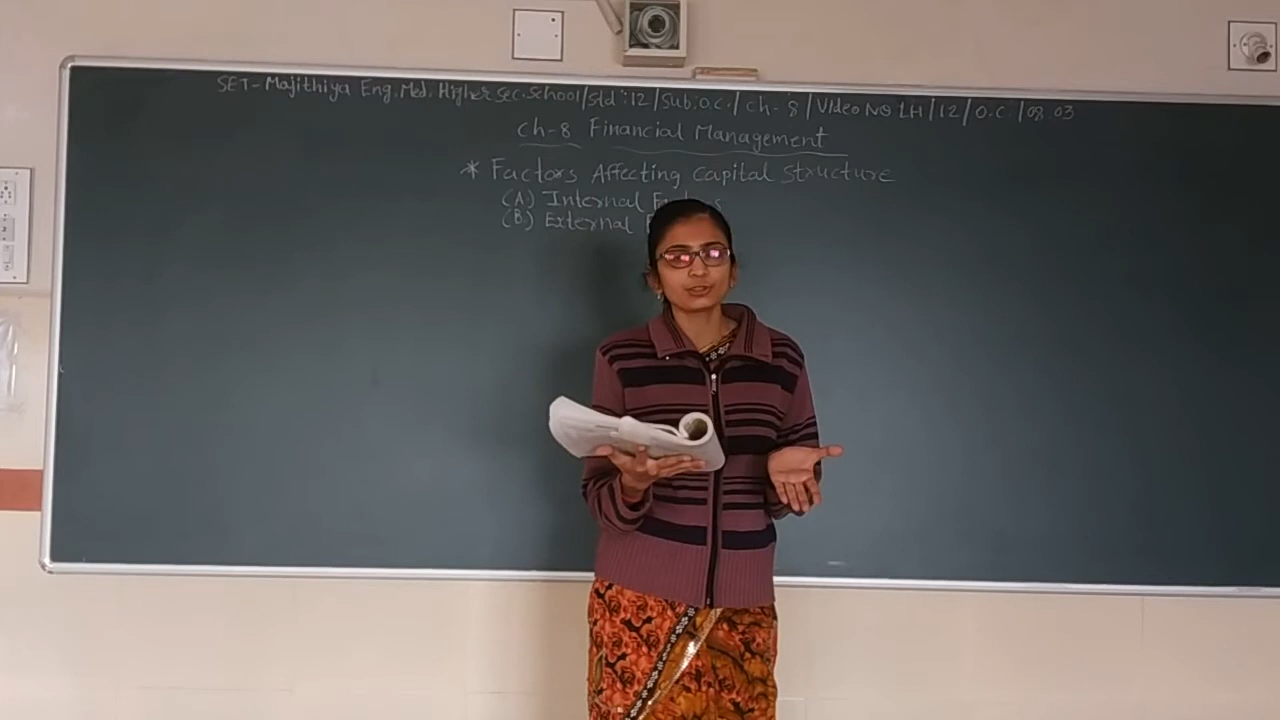 SET-Majithiya Eng. Med. Higher Sec. School/Std:12/Sub:O.C./Ch-8/Video No LH/12/O.C./08.03
Ch-8 Financial Management
* Factors Affecting Capital Structure
(A) Internal
(B) External